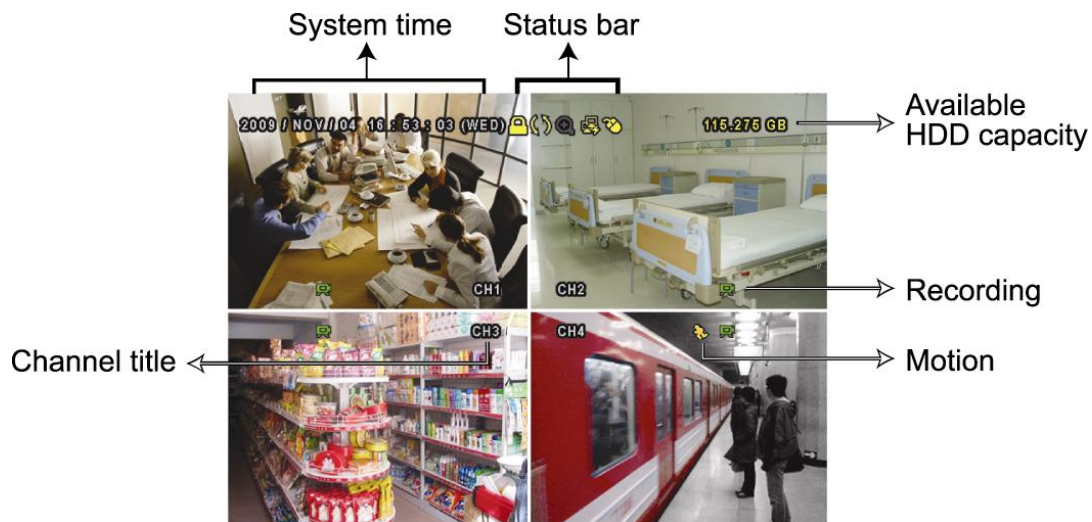 System time
Status bar
2009 / NOV / 04 16 : 53 : 03 (WED)
115.275 GB
Available
HDD capacity
CH1
CH2
Recording
Channel title
CH3
CH4
Motion